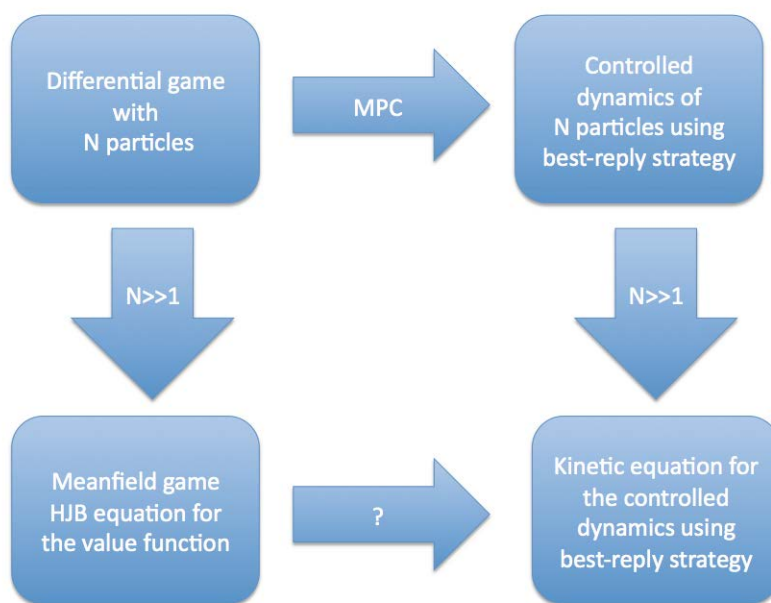 Differential game
with
N particles
MPC
Controlled
dynamics of
N particles using
best-reply strategy
N>>1
N>>1
Meanfield game
HJB equation for
the value function
?
Kinetic equation for
the controlled
dynamics using
best-reply strategy